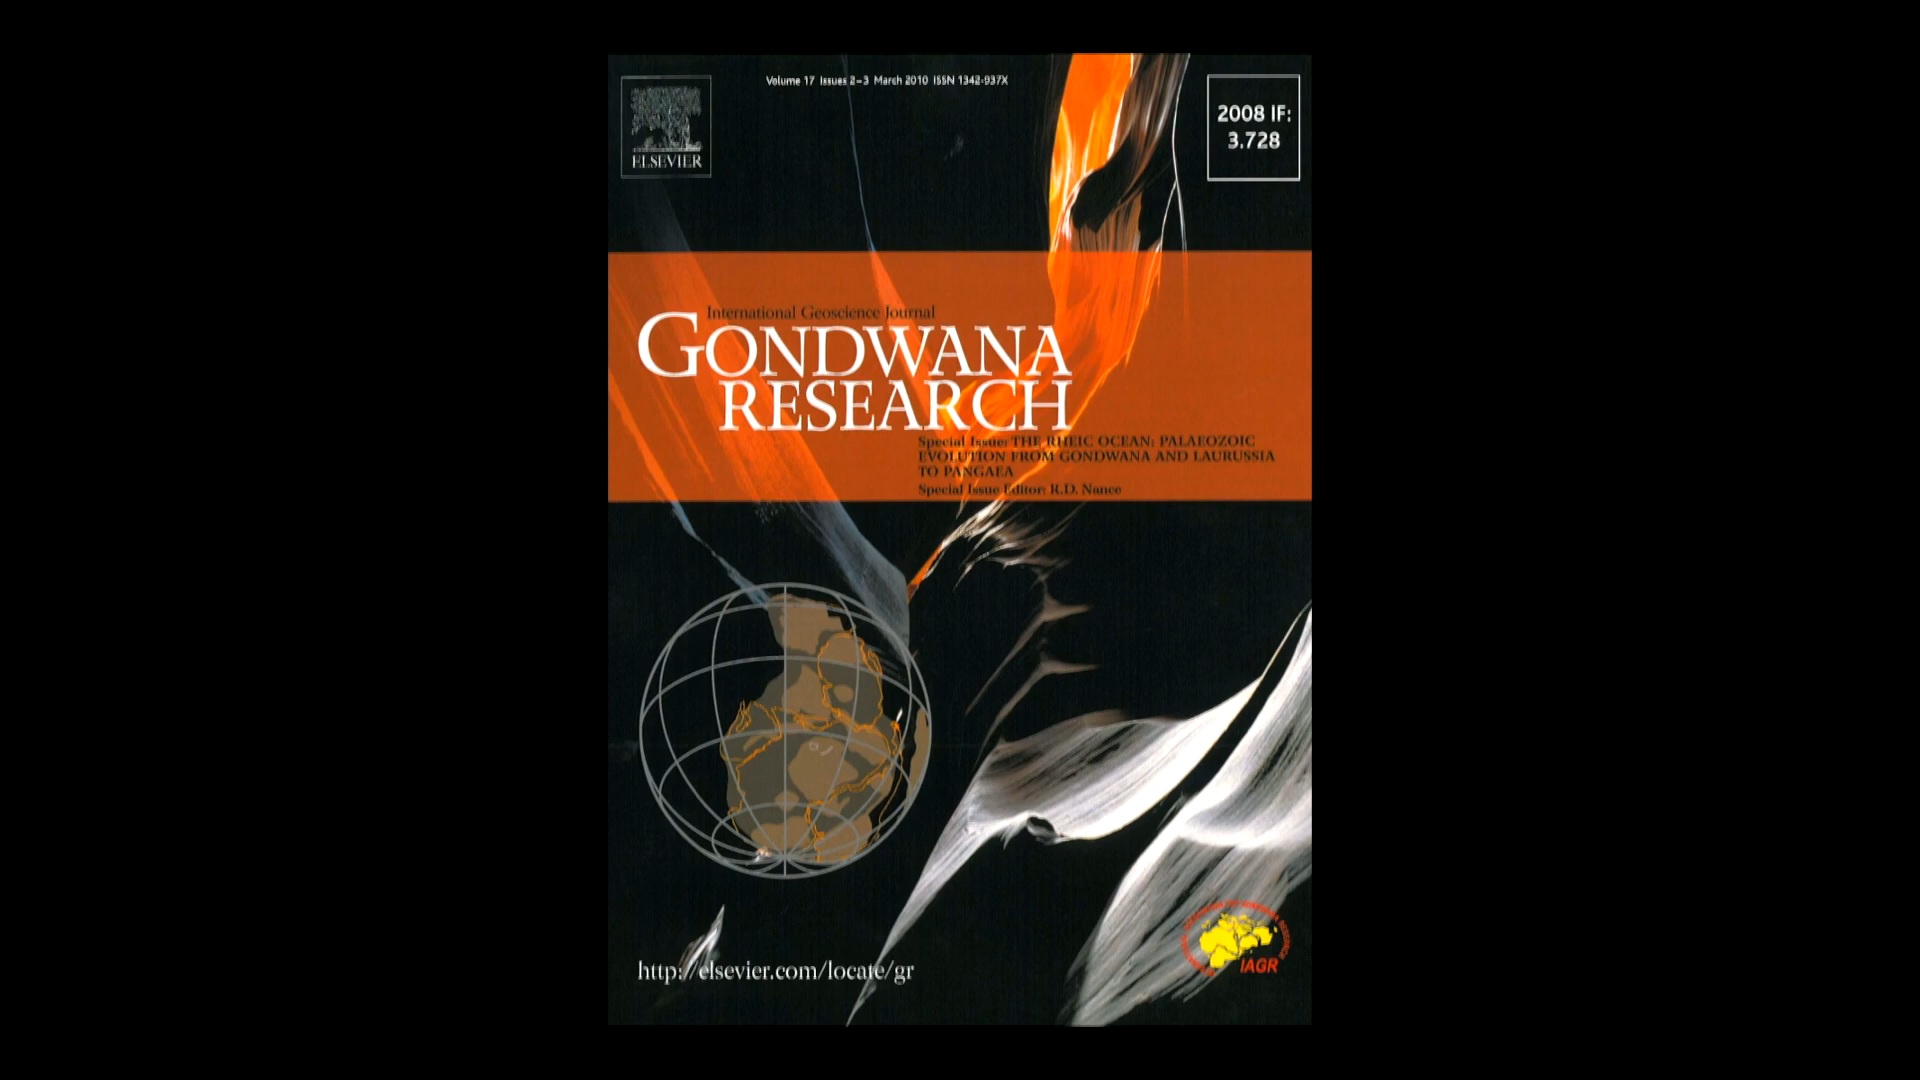 Volume 17 Issues 2–3 March 2010 ISSN 1342-937X
ELSEVIER
2008 IF:
3.728
International Geoscience Journal
GONDWANA
RESEARCH
Special Issue: THE RHEIC OCEAN: PALAEOZOIC
EVOLUTION FROM GONDWANA AND LAURUSSIA
TO PANGAEA
Special Issue Editor: R.D. Nance
http://elsevier.com/locate/gr
IAGR